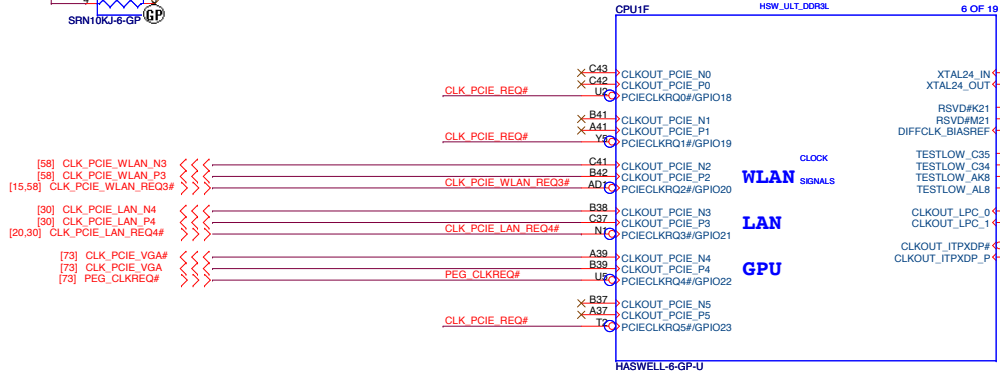 SRN10KJ-6-GP
GP
CPU1F HSW_ULT_DDR3L 6 OF 19
C43 CLKOUT_PCIE_N0 XTAL24_IN
C42 CLKOUT_PCIE_P0 XTAL24_OUT
CLK_PCIE_REQ# U2 PCIECLKRQ0#/GPIO18
RSVD#K21
B41 CLKOUT_PCIE_N1 RSVD#M21
A41 CLKOUT_PCIE_P1 DIFFCLK_BIASREF
CLK_PCIE_REQ# Y5 PCIECLKRQ1#/GPIO19
TESTLOW_C35
[58] CLK_PCIE_WLAN_N3 C41 CLKOUT_PCIE_N2 CLOCK TESTLOW_C34
[58] CLK_PCIE_WLAN_P3 B42 CLKOUT_PCIE_P2 WLAN SIGNALS TESTLOW_AK8
[15,58] CLK_PCIE_WLAN_REQ3# CLK_PCIE_WLAN_REQ3# AD1 PCIECLKRQ2#/GPIO20 TESTLOW_AL8
[30] CLK_PCIE_LAN_N4 B38 CLKOUT_PCIE_N3 CLKOUT_LPC_0
[30] CLK_PCIE_LAN_P4 C37 CLKOUT_PCIE_P3 LAN CLKOUT_LPC_1
[20,30] CLK_PCIE_LAN_REQ4# CLK_PCIE_LAN_REQ4# N1 PCIECLKRQ3#/GPIO21
CLKOUT_ITPXDP#
[73] CLK_PCIE_VGA# A39 CLKOUT_PCIE_N4 CLKOUT_ITPXDP_P
[73] CLK_PCIE_VGA B39 CLKOUT_PCIE_P4 GPU
[73] PEG_CLKREQ# PEG_CLKREQ# U5 PCIECLKRQ4#/GPIO22
B37 CLKOUT_PCIE_N5
A37 CLKOUT_PCIE_P5
CLK_PCIE_REQ# T2 PCIECLKRQ5#/GPIO23
HASWELL-6-GP-U